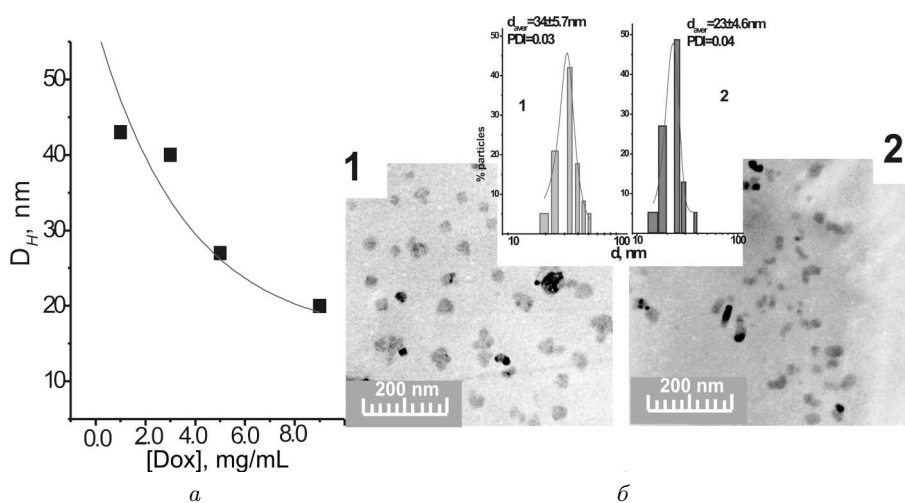 50
40
30
20
10
D_H, nm
0.0 2.0 4.0 6.0 8.0
[Dox], mg/mL
а
d_aver=34±5.7nm
PDI=0.03
1
50
40
30
20
10
0
% particles
10 100
d_aver=23±4.6nm
PDI=0.04
2
50
40
30
20
10
0
10 100
d, nm
1
200 nm
2
200 nm
б